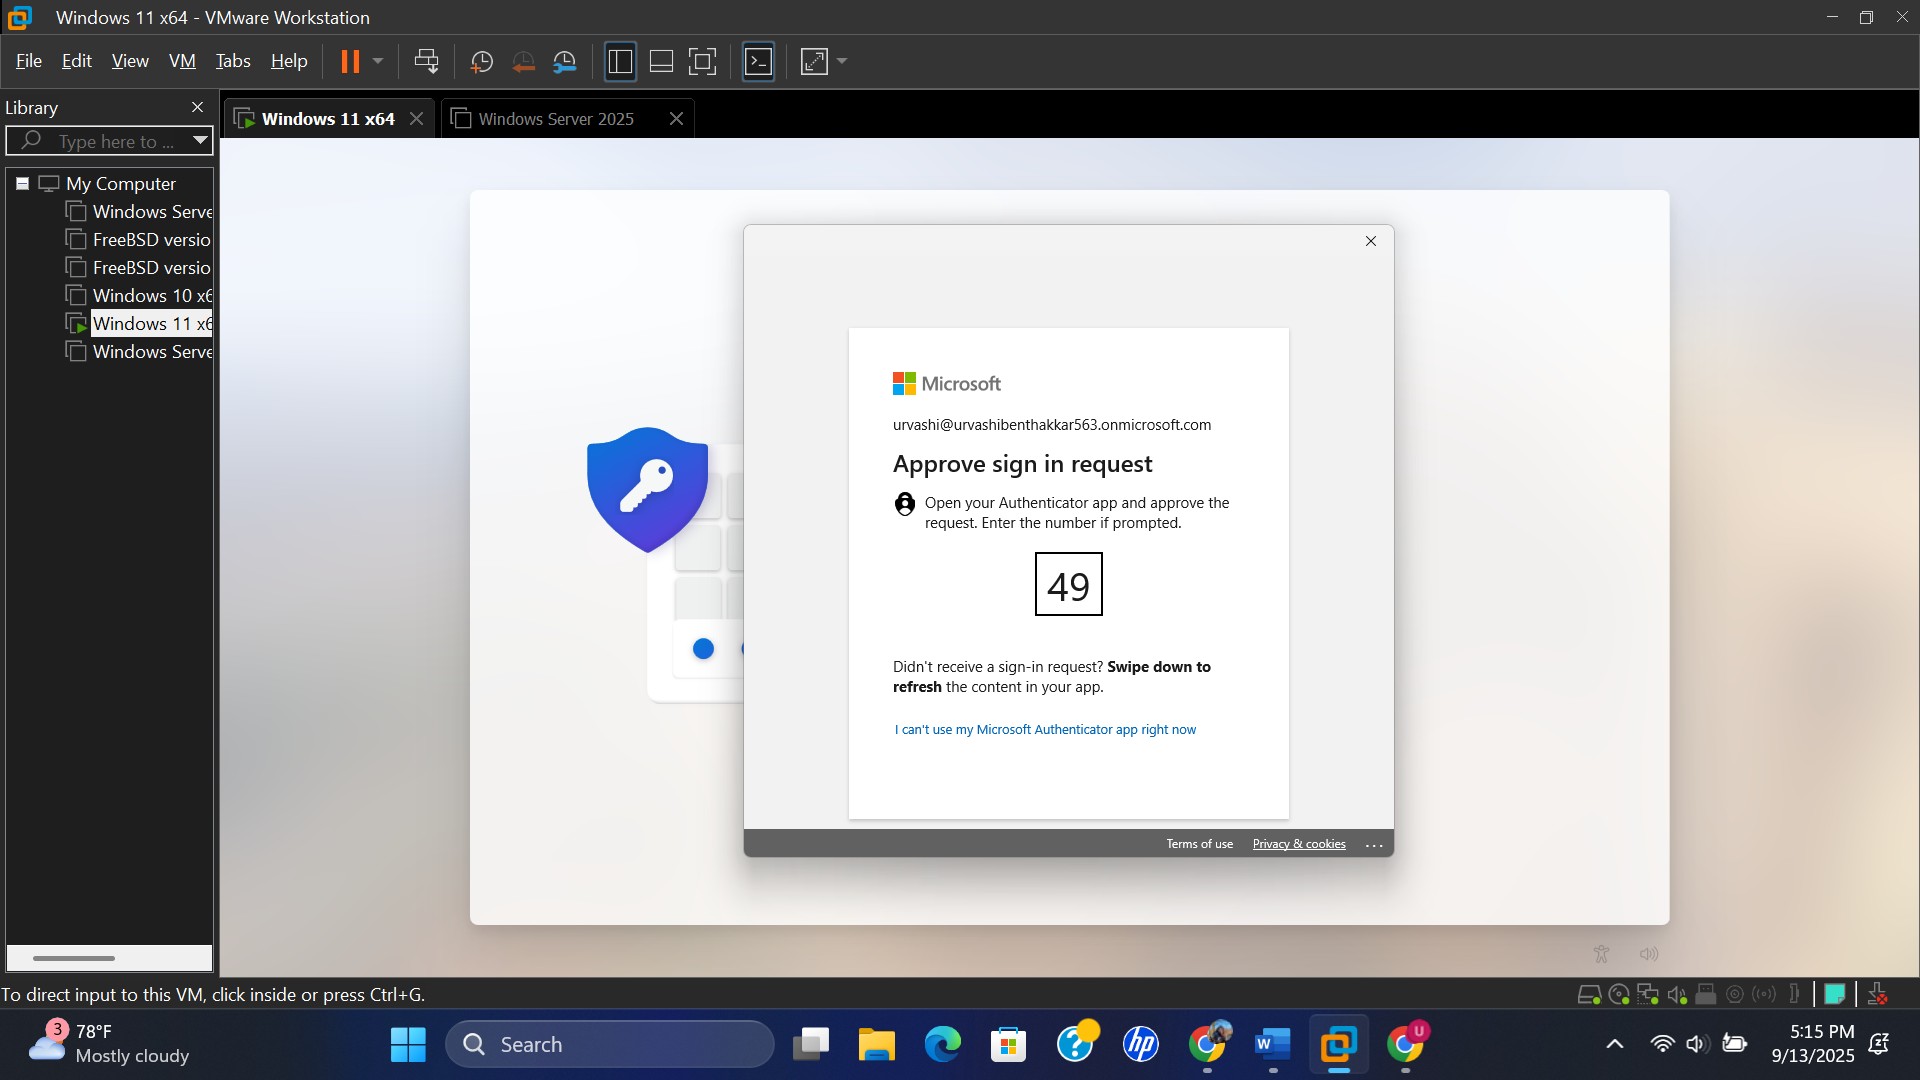 Windows 11 x64 - VMware Workstation
File Edit View VM Tabs Help
Library
Type here to ...
Windows 11 x64
Windows Server 2025
My Computer
Windows Serve
FreeBSD versio
FreeBSD versio
Windows 10 x6
Windows 11 x6
Windows Serve
Microsoft
urvashi@urvashibenthakkar563.onmicrosoft.com
Approve sign in request
Open your Authenticator app and approve the
request. Enter the number if prompted.
49
Didn't receive a sign-in request? Swipe down to
refresh the content in your app.
I can't use my Microsoft Authenticator app right now
Terms of use Privacy & cookies ...
To direct input to this VM, click inside or press Ctrl+G.
3
78°F
Mostly cloudy
Search
hp
W
U
5:15 PM
9/13/2025